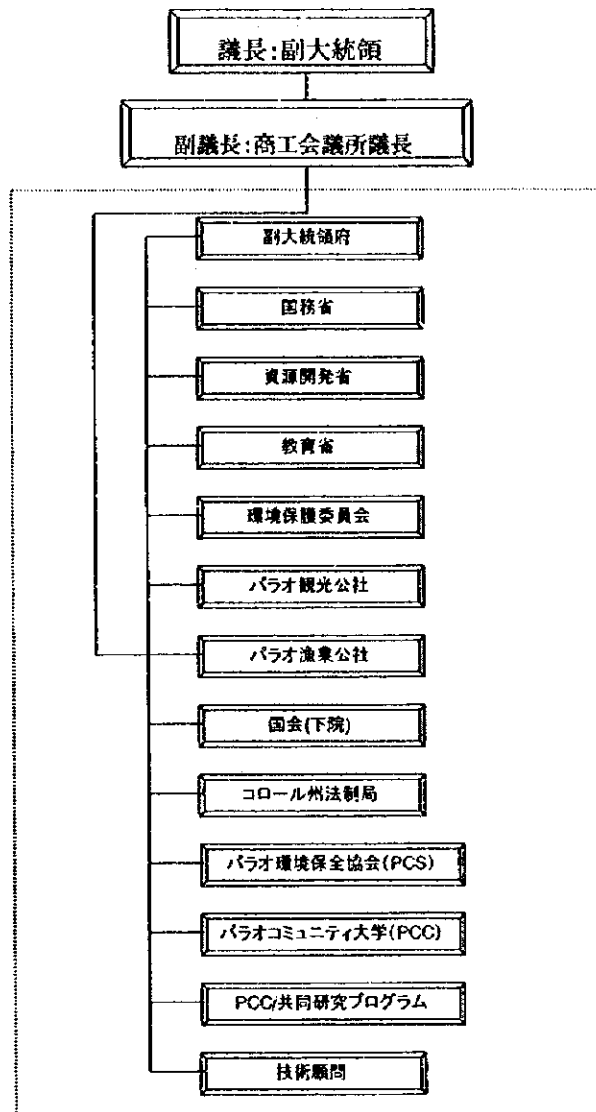 議長:副大統領
副議長:商工会議所議長
副大統領府
国務省
資源開発省
教育省
環境保護委員会
パラオ観光公社
パラオ漁業公社
国会(下院)
コロール州法制局
パラオ環境保全協会(PCS)
パラオコミュニティ大学(PCC)
PCC/共同研究プログラム
技術顧問